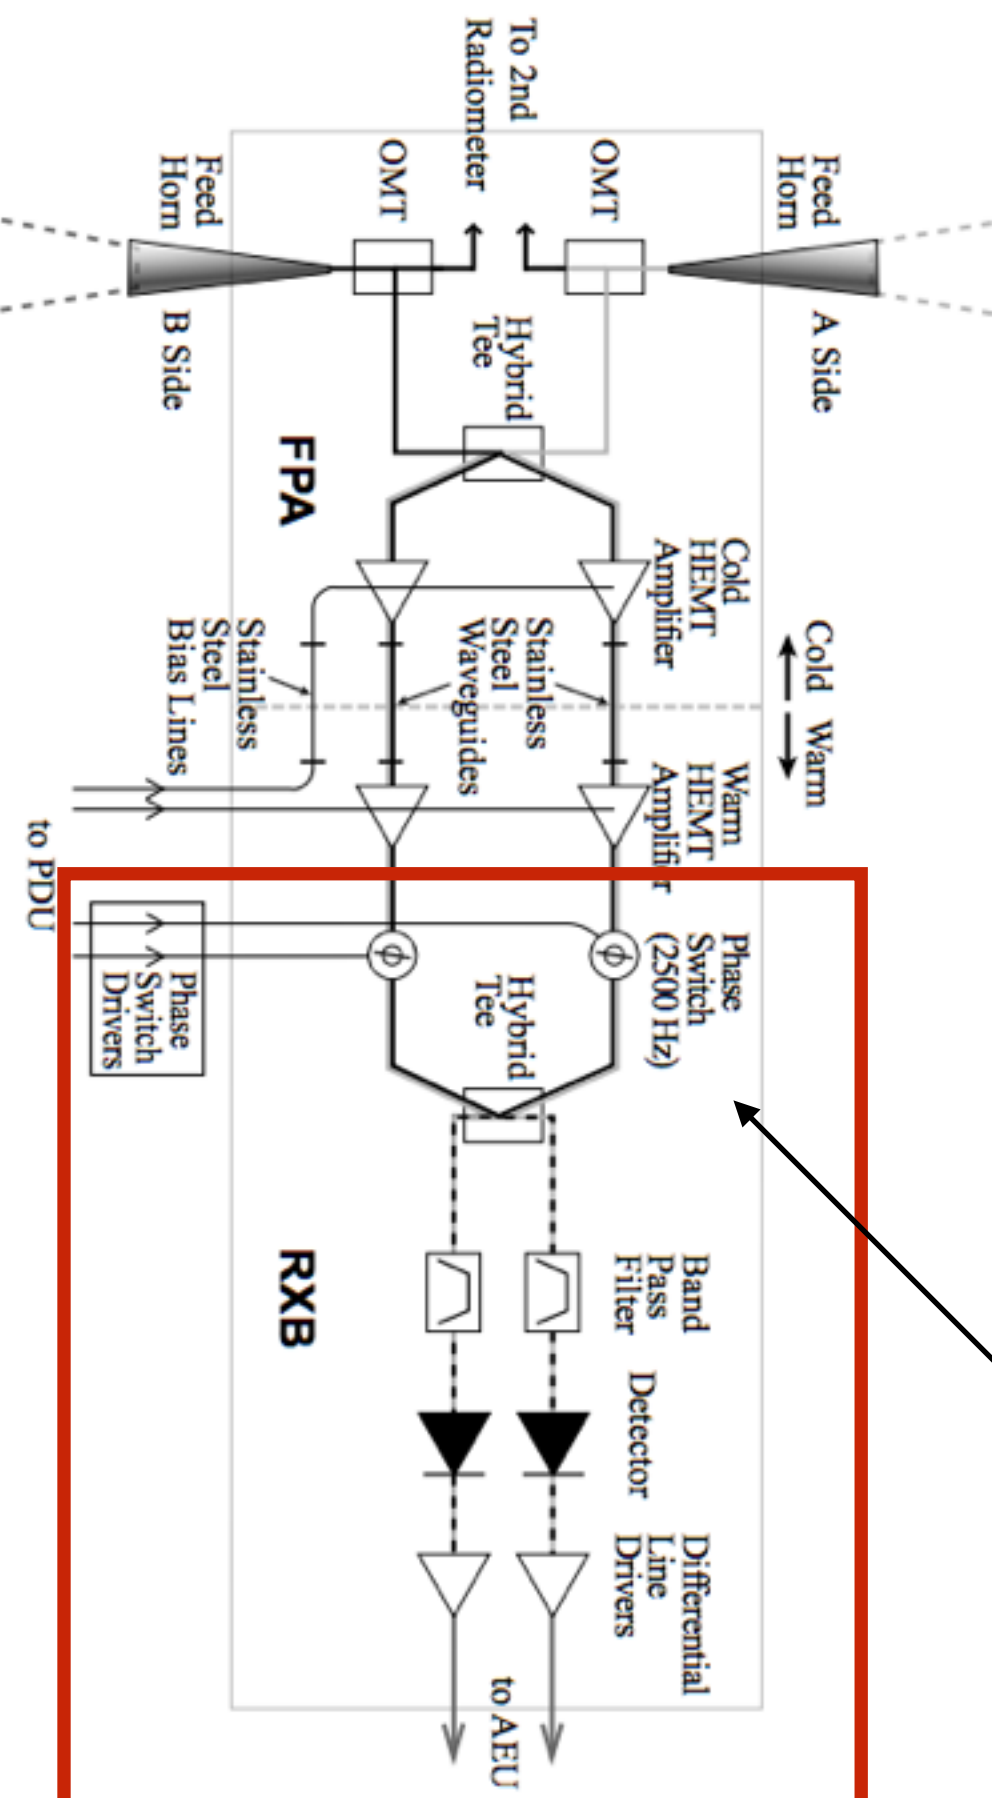 To 2nd
Radiometer
Feed
Horn
A Side
OMT
OMT
Feed
Horn
B Side
Hybrid
Tee
FPA
Cold
HEMT
Amplifier
Cold
Warm
Stainless
Steel
Waveguides
Stainless
Steel
Bias Lines
Warm
HEMT
Amplifier
to PDU
Phase
Switch
(2500 Hz)
Phase
Switch
Drivers
Hybrid
Tee
RXB
Band
Pass
Filter
Detector
Differential
Line
Drivers
to AEU
ϕ
ϕ